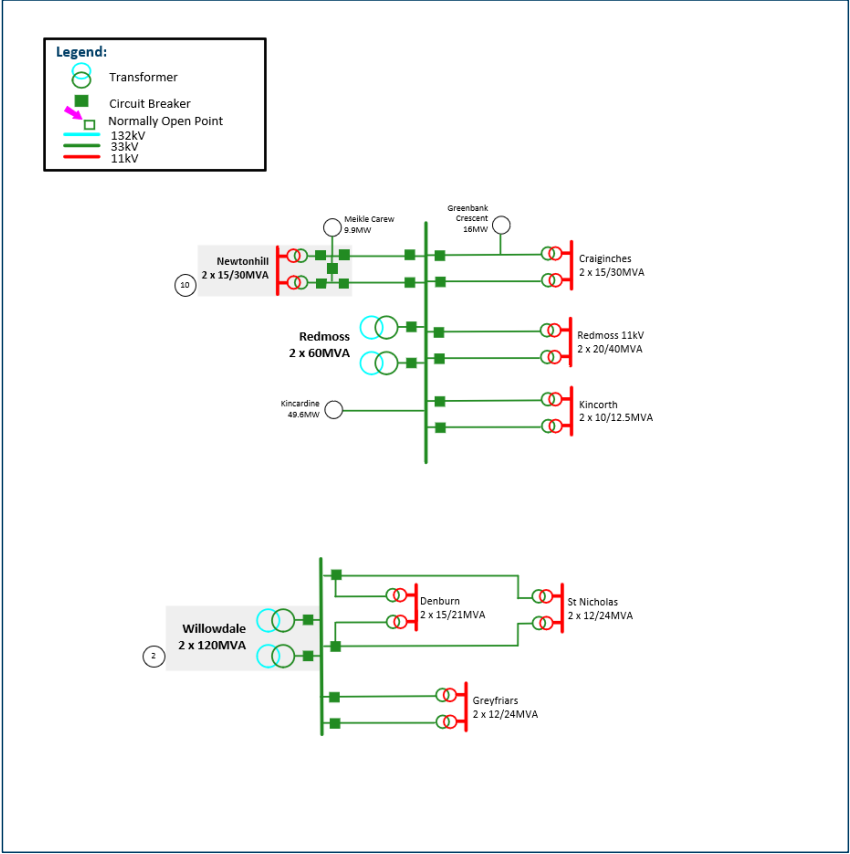 Legend:
Transformer
Circuit Breaker
Normally Open Point
132kV
33kV
11kV
Meikle Carew
9.9MW
Greenbank
Crescent
16MW
Newtonhill
2 x 15/30MVA
10
Craiginches
2 x 15/30MVA
Redmoss
2 x 60MVA
Redmoss 11kV
2 x 20/40MVA
Kincardine
49.6MW
Kincorth
2 x 10/12.5MVA
Denburn
2 x 15/21MVA
St Nicholas
2 x 12/24MVA
Willowdale
2 x 120MVA
2
Greyfriars
2 x 12/24MVA